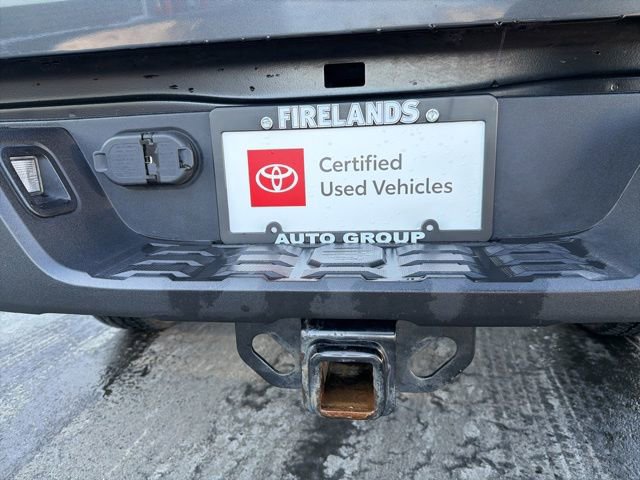 FIRELANDS
Certified
Used Vehicles
AUTO GROUP